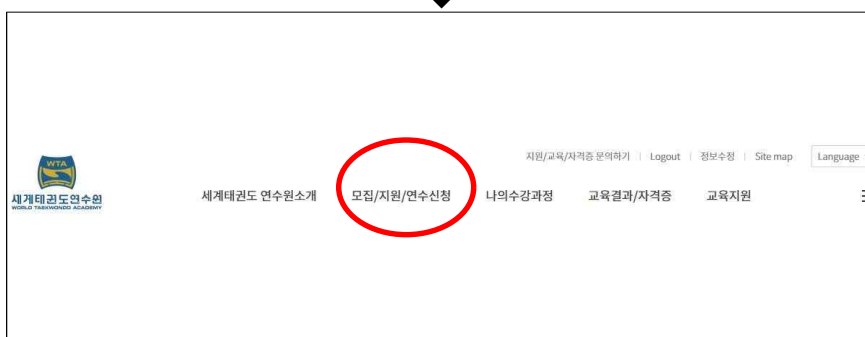 지원/교육/자격증 문의하기 | Logout | 정보수정 | Site map Language
WTA
세계태권도연수원
WORLD TAEKWONDO ACADEMY
세계태권도 연수원소개 모집/지원/연수신청 나의수강과정 교육결과/자격증 교육지원